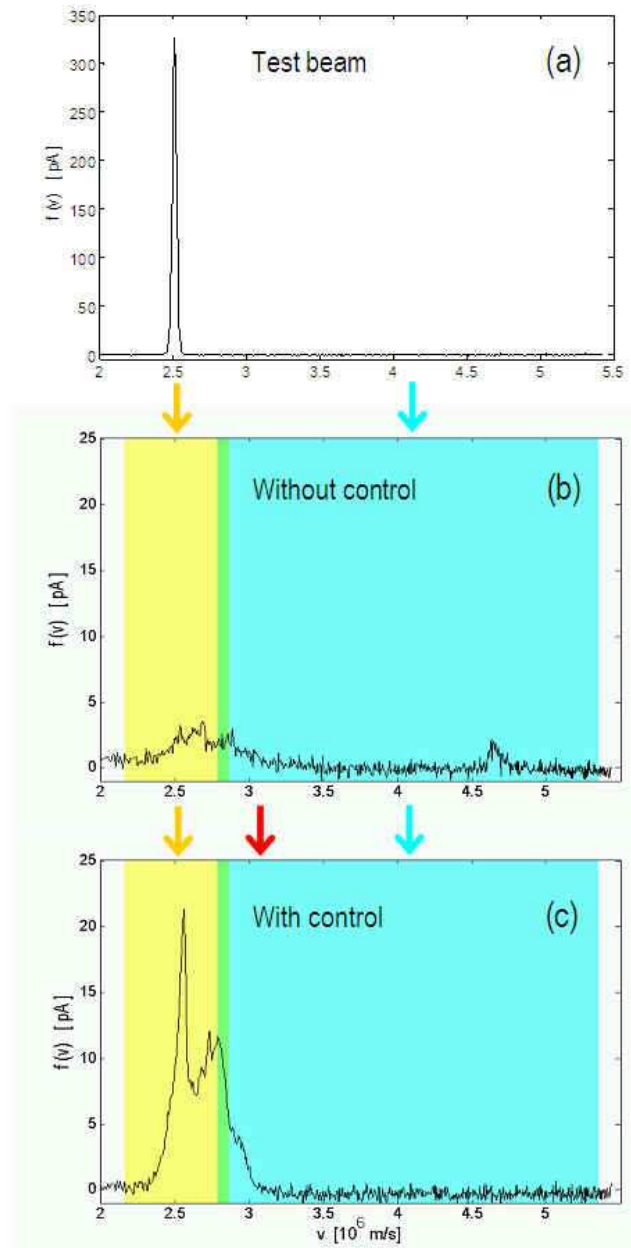 350
300
250
200
150
100
50
0
f (v) [pA]
Test beam
(a)
2 2.5 3 3.5 4 4.5 5 5.5
25
20
15
10
5
0
f (v) [pA]
Without control
(b)
2 2.5 3 3.5 4 4.5 5
25
20
15
10
5
0
f (v) [pA]
With control
(c)
2 2.5 3 3.5 4 4.5 5
v [10⁶ m/s]